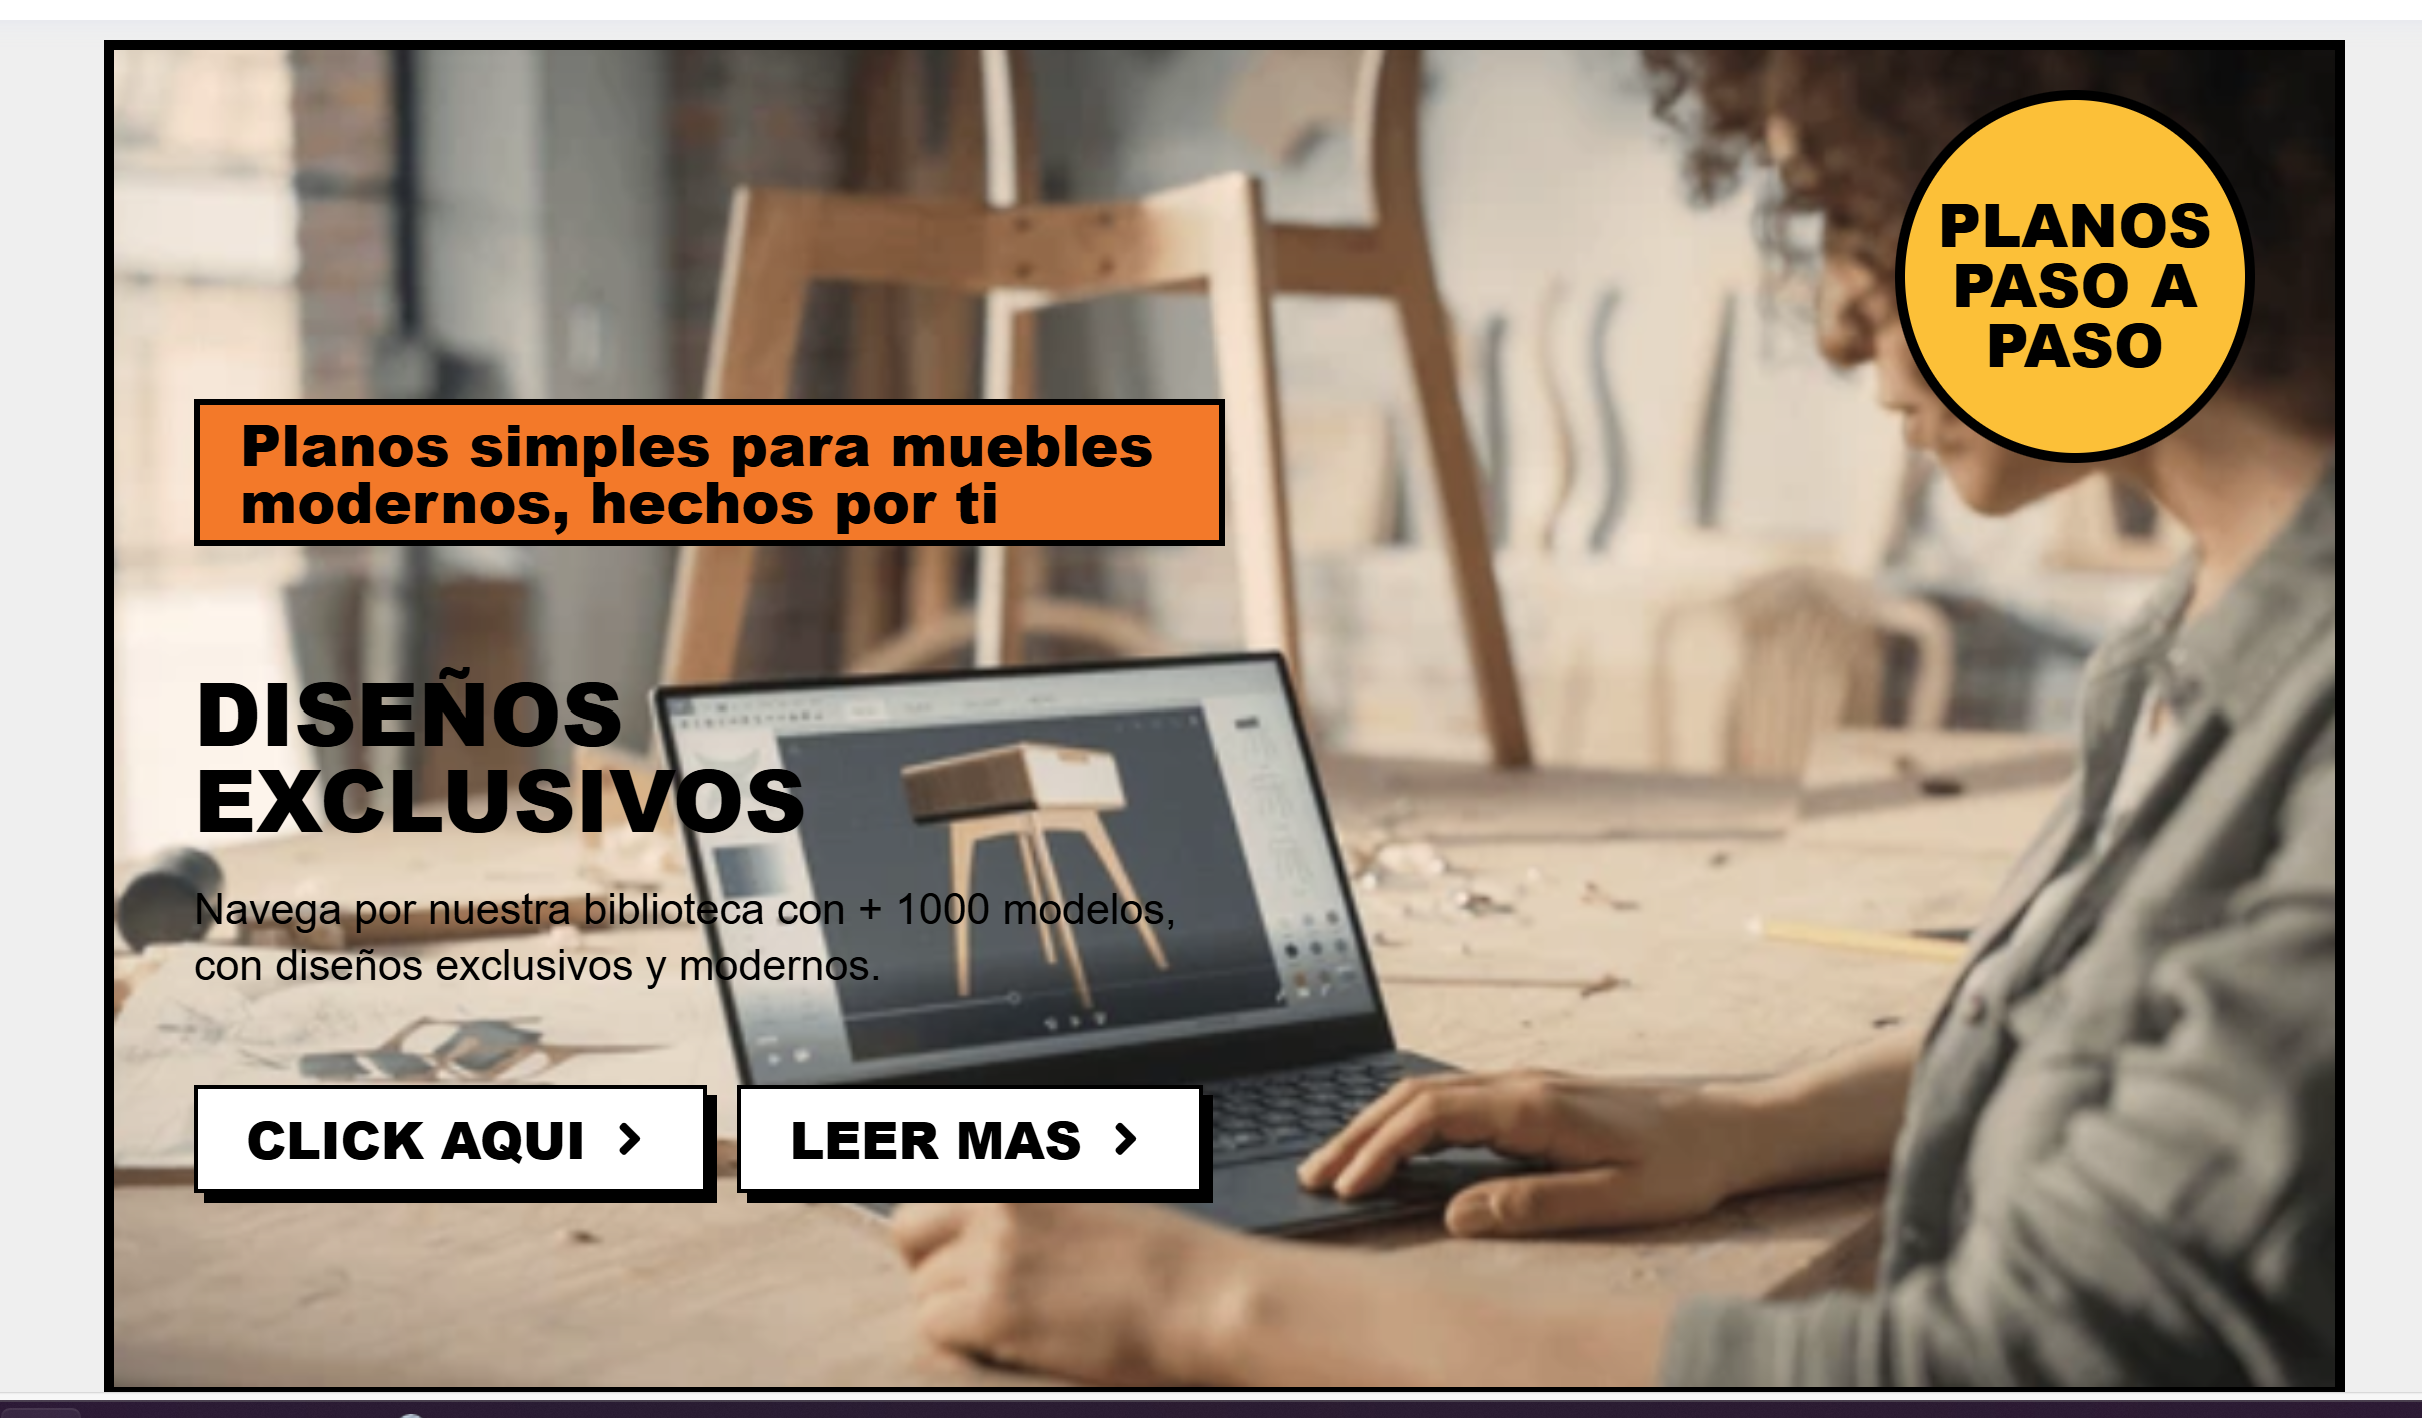 PLANOS
PASO A
PASO
Planos simples para muebles
modernos, hechos por ti
DISEÑOS
EXCLUSIVOS
Navega por nuestra biblioteca con + 1000 modelos,
con diseños exclusivos y modernos.
CLICK AQUI
LEER MAS